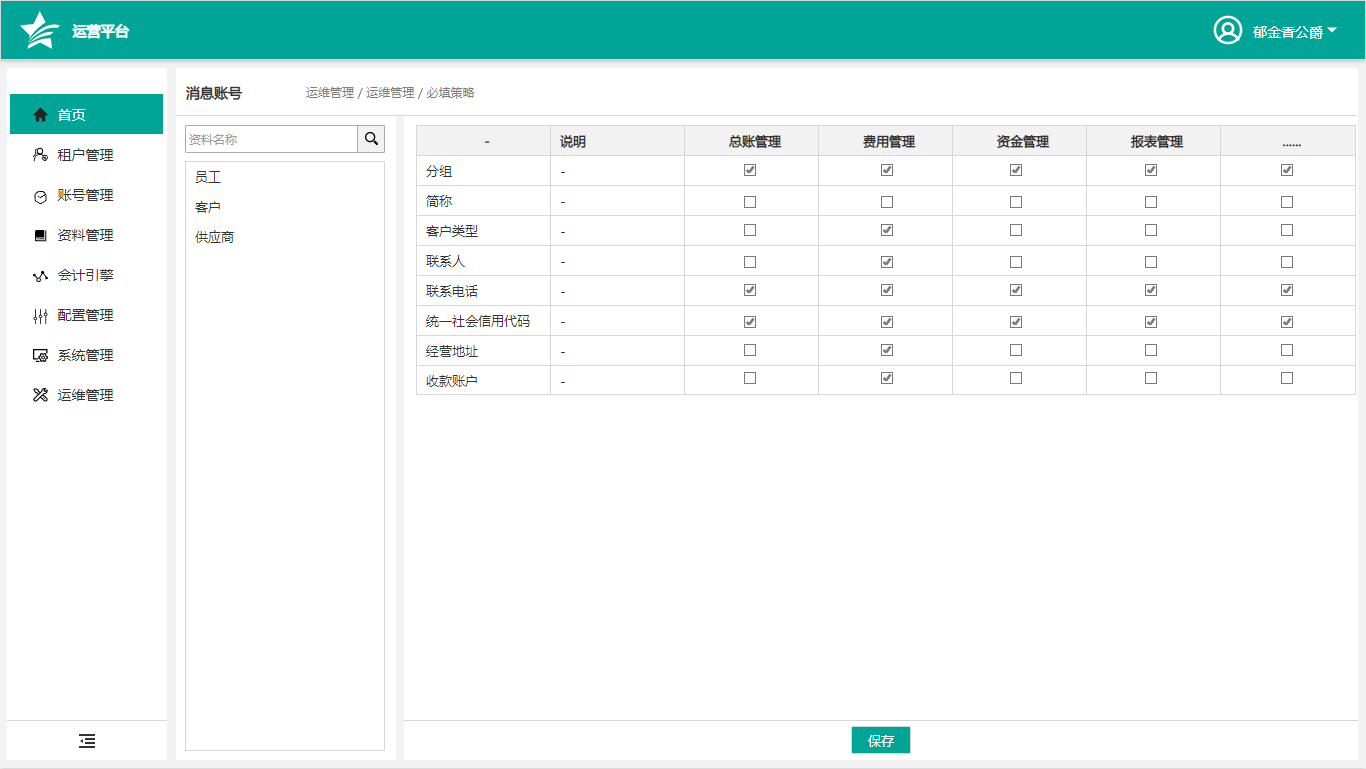 运营平台
郁金香公爵
首页
租户管理
账号管理
资料管理
会计引擎
配置管理
系统管理
运维管理
消息账号 运维管理 / 运维管理 / 必填策略
资料名称
员工
客户
供应商
- 说明 总账管理 费用管理 资金管理 报表管理 ......
分组 -
简称 -
客户类型 -
联系人 -
联系电话 -
统一社会信用代码 -
经营地址 -
收款账户 -
保存